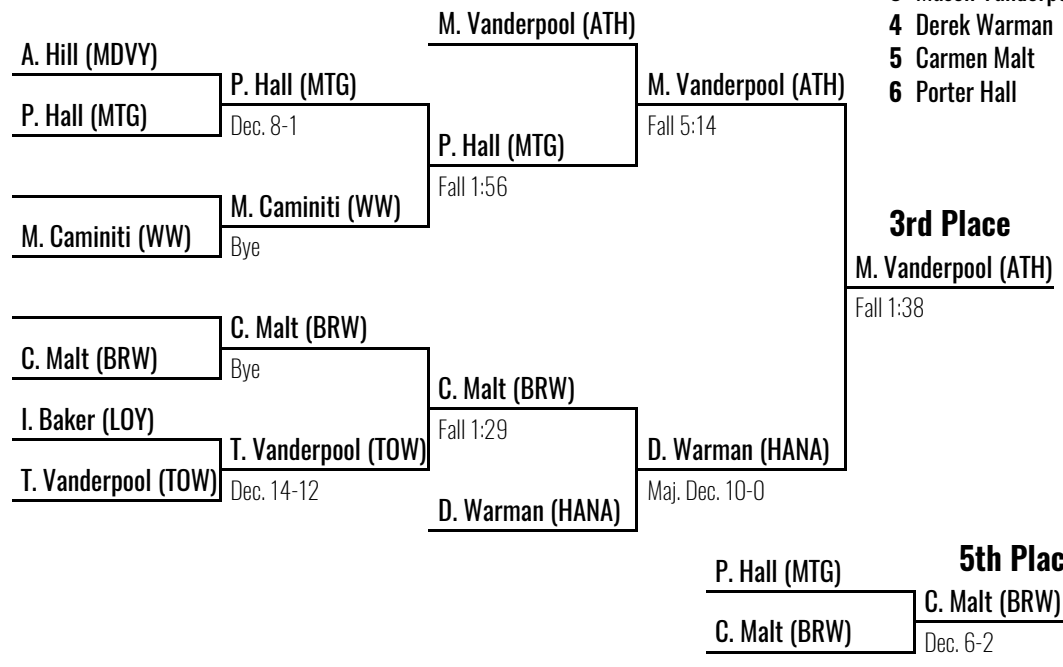 M. Vanderpool (ATH)
4 Derek Warman
A. Hill (MDVY)
5 Carmen Malt
P. Hall (MTG)
M. Vanderpool (ATH)
6 Porter Hall
P. Hall (MTG)
Dec. 8-1
Fall 5:14
P. Hall (MTG)
Fall 1:56
M. Caminiti (WW)
3rd Place
M. Caminiti (WW)
Bye
M. Vanderpool (ATH)
Fall 1:38
C. Malt (BRW)
C. Malt (BRW)
Bye
C. Malt (BRW)
I. Baker (LOY)
Fall 1:29
T. Vanderpool (TOW)
D. Warman (HANA)
T. Vanderpool (TOW)
Dec. 14-12
Maj. Dec. 10-0
D. Warman (HANA)
5th Plac
P. Hall (MTG)
C. Malt (BRW)
C. Malt (BRW)
Dec. 6-2